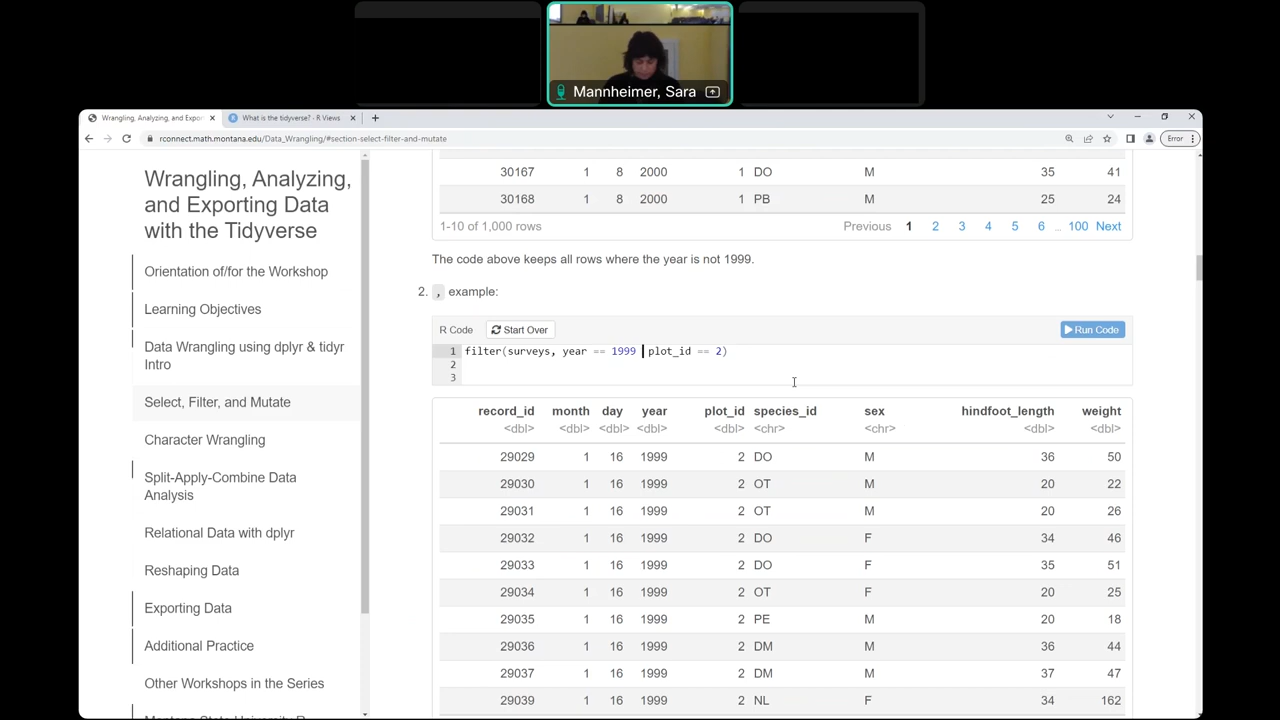 Mannheimer, Sara
Wrangling, Analyzing, and Expor
What is the tidyverse? · R Views
rconnect.math.montana.edu/Data_Wrangling/#section-select-filter-and-mutate
Error
Wrangling, Analyzing,
and Exporting Data
with the Tidyverse
Orientation of/for the Workshop
Learning Objectives
Data Wrangling using dplyr & tidyr
Intro
Select, Filter, and Mutate
Character Wrangling
Split-Apply-Combine Data
Analysis
Relational Data with dplyr
Reshaping Data
Exporting Data
Additional Practice
Other Workshops in the Series
30167 1 8 2000 1 DO M 35 41
30168 1 8 2000 1 PB M 25 24
1-10 of 1,000 rows Previous 1 2 3 4 5 6 ... 100 Next
The code above keeps all rows where the year is not 1999.
2. , example:
R Code Start Over Run Code
1 filter(surveys, year == 1999 | plot_id == 2)
2
3
record_id month day year plot_id species_id sex hindfoot_length weight
<dbl> <dbl> <dbl> <dbl> <dbl> <chr> <chr> <dbl> <dbl>
29029 1 16 1999 2 DO M 36 50
29030 1 16 1999 2 OT M 20 22
29031 1 16 1999 2 OT M 20 26
29032 1 16 1999 2 DO F 34 46
29033 1 16 1999 2 DO F 35 51
29034 1 16 1999 2 OT F 20 25
29035 1 16 1999 2 PE M 20 18
29036 1 16 1999 2 DM M 36 44
29037 1 16 1999 2 DM M 37 47
29039 1 16 1999 2 NL F 34 162